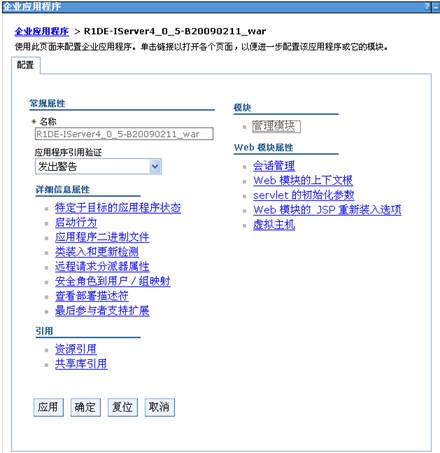 企业应用程序 ? -
企业应用程序 > R1DE-IServer4_0_5-B20090211_war
使用此页面来配置企业应用程序。单击链接以打开各个页面，以便进一步配置该应用程序或它的模块。
配置
常规属性
* 名称
R1DE-IServer4_0_5-B20090211_war
应用程序引用验证
发出警告
详细信息属性
特定于目标的应用程序状态
启动行为
应用程序二进制文件
类装入和更新检测
远程请求分派器属性
安全角色到用户／组映射
查看部署描述符
最后参与者支持扩展
引用
资源引用
共享库引用
模块
管理模块
Web 模块属性
会话管理
Web 模块的上下文根
servlet 的初始化参数
Web 模块的 JSP 重新装入选项
虚拟主机
应用 确定 复位 取消